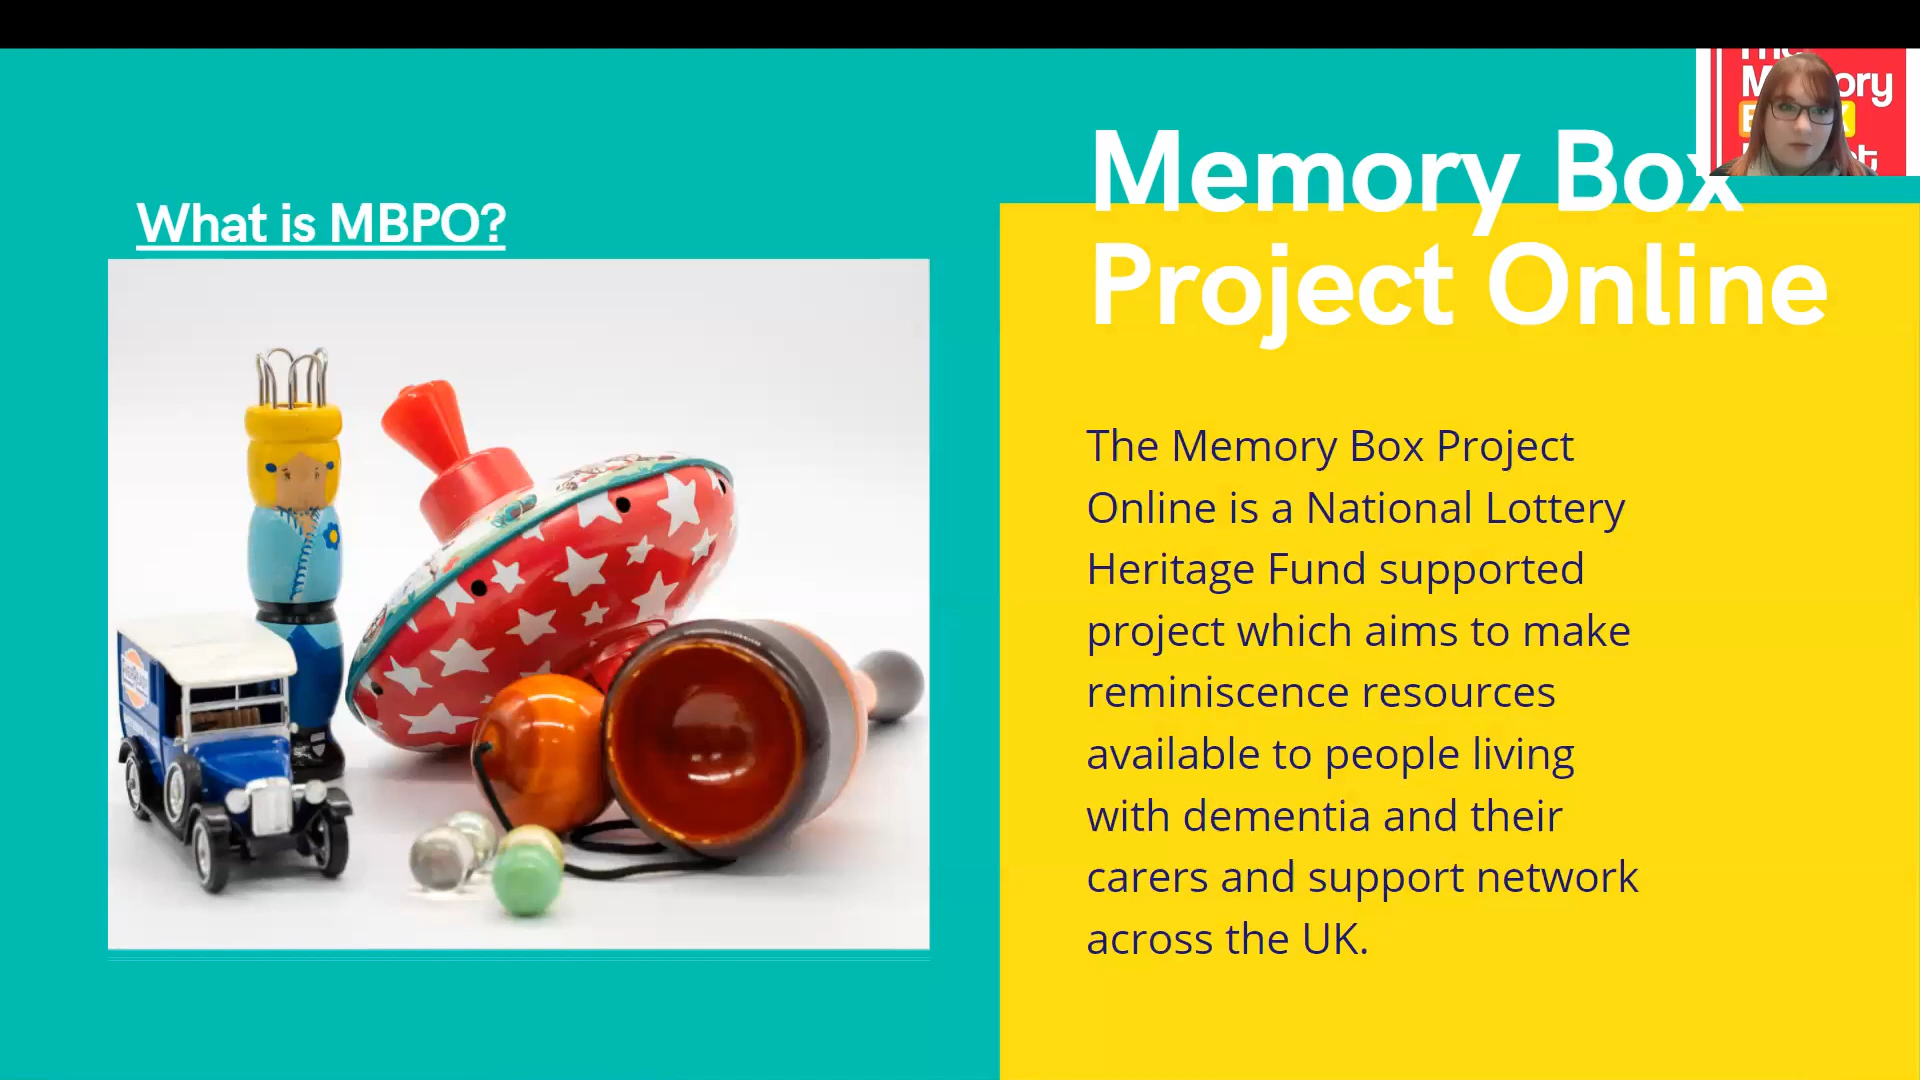 What is MBPO?
Memory Box
Project Online
The Memory Box Project
Online is a National Lottery
Heritage Fund supported
project which aims to make
reminiscence resources
available to people living
with dementia and their
carers and support network
across the UK.